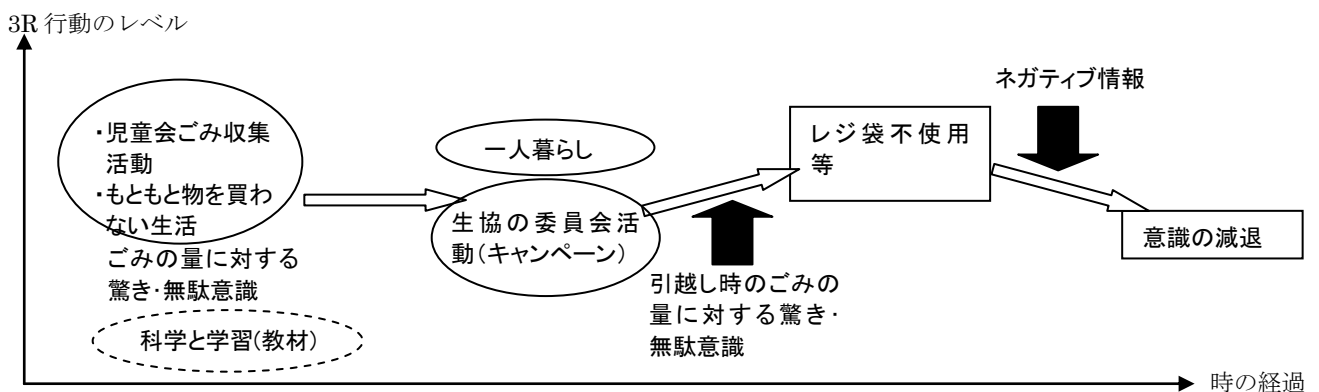 3R 行動のレベル
・児童会ごみ収集
活動
・もともと物を買わ
ない生活
ごみの量に対する
驚き・無駄意識
科学と学習(教材)
一人暮らし
生協の委員会活
動(キャンペーン)
引越し時のごみの
量に対する驚き・
無駄意識
レジ袋不使用
等
ネガティブ情報
意識の減退
時の経過